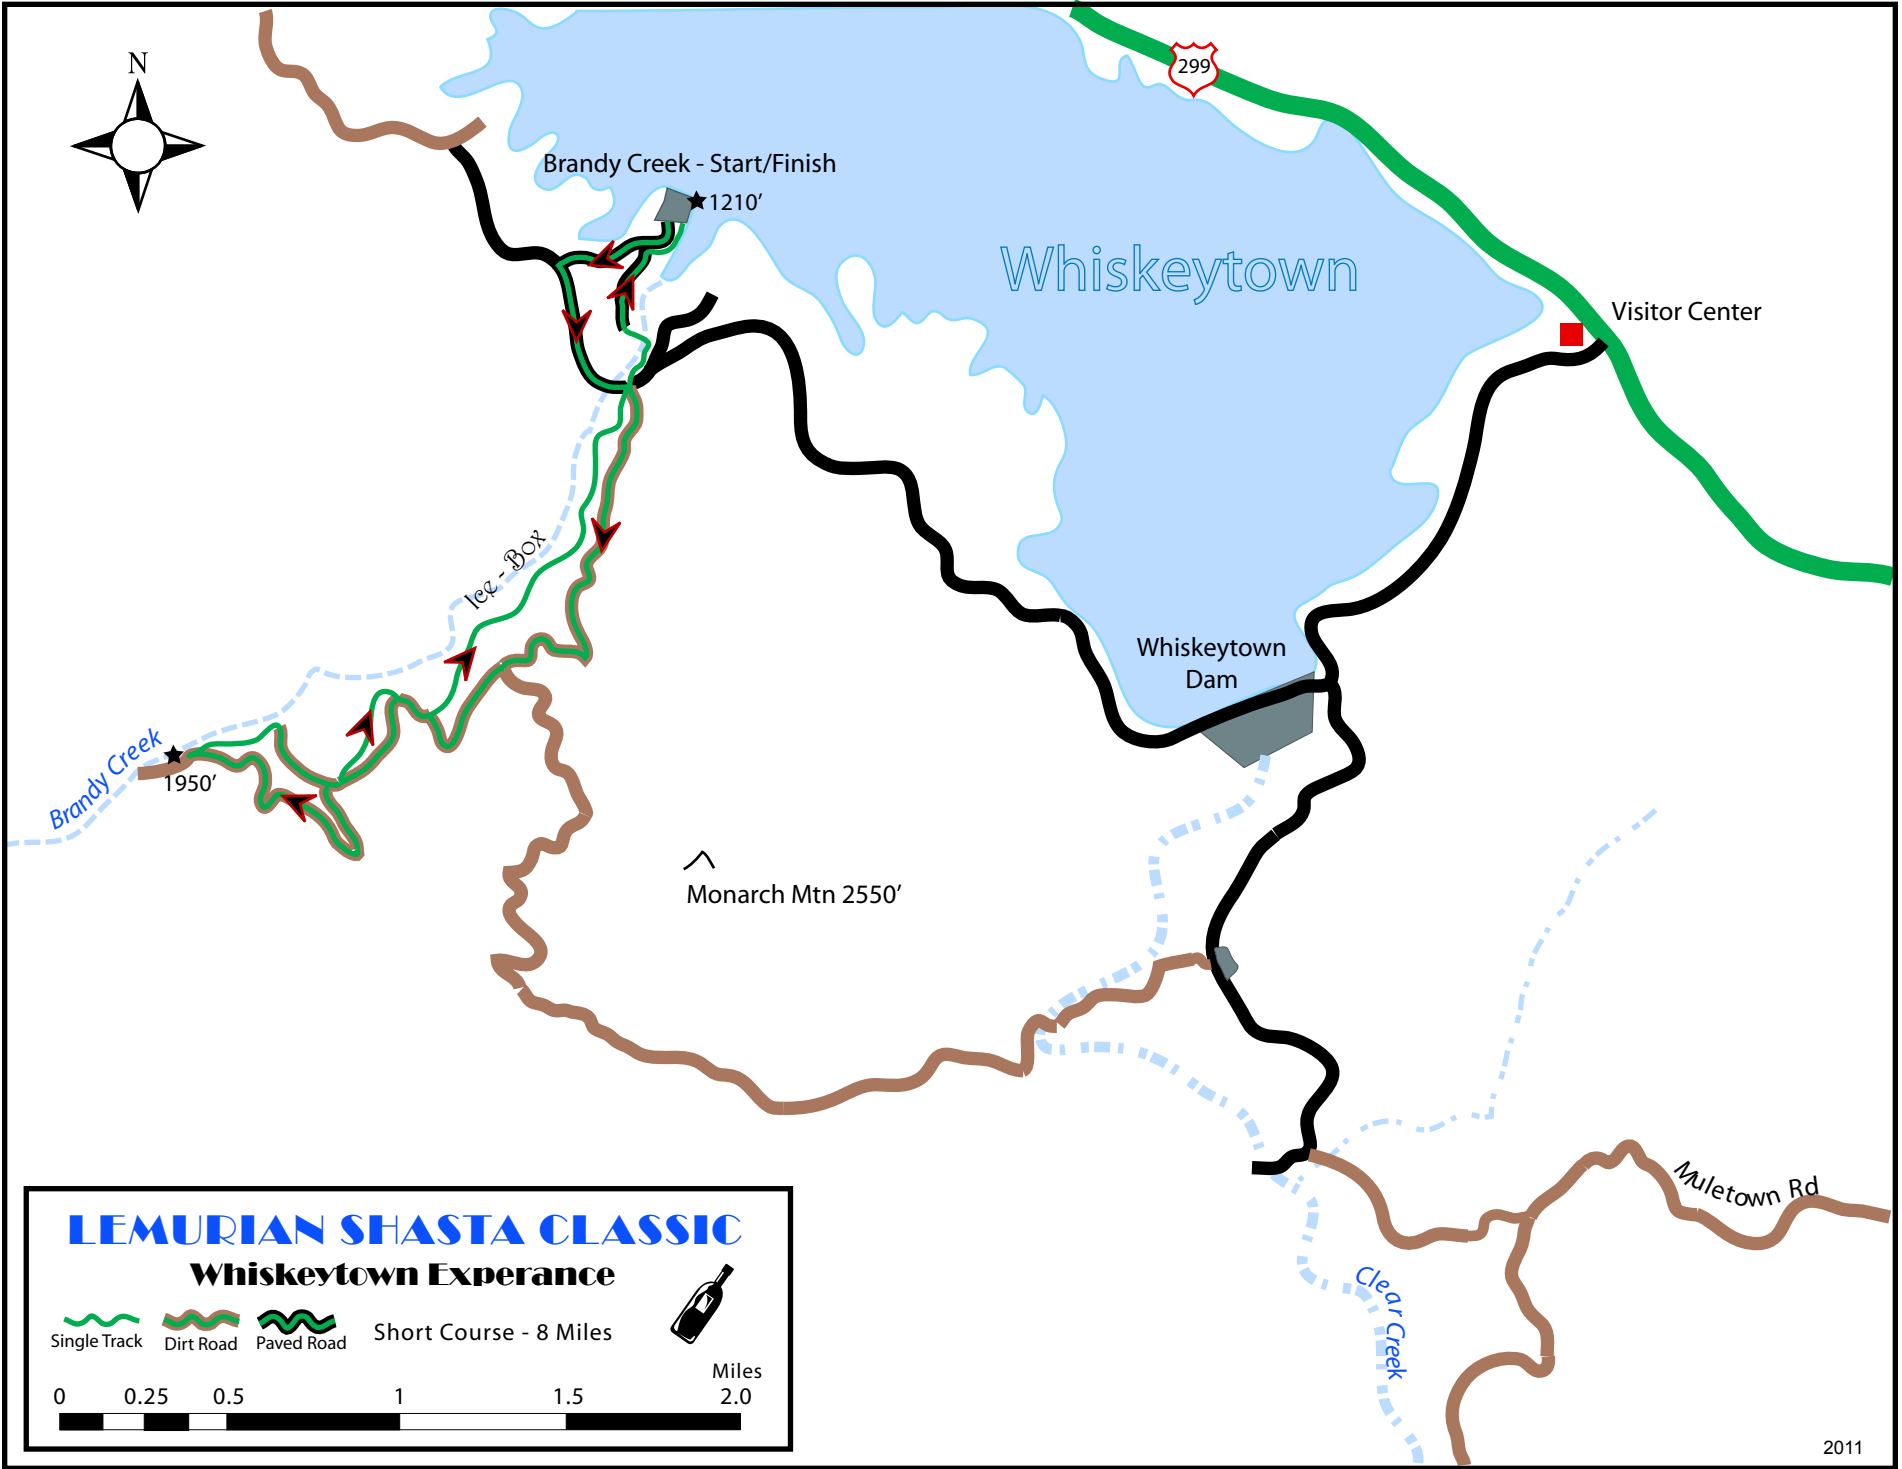 N
299
Brandy Creek - Start/Finish
1210’
Whiskeytown
Visitor Center
Ice - Box
Whiskeytown
Dam
Brandy Creek
1950’
Monarch Mtn 2550’
Muletown Rd
Clear Creek
LEMURIAN SHASTA CLASSIC
Whiskeytown Experance
Single Track
Dirt Road
Paved Road
Short Course - 8 Miles
Miles
0 0.25 0.5 1 1.5 2.0
2011